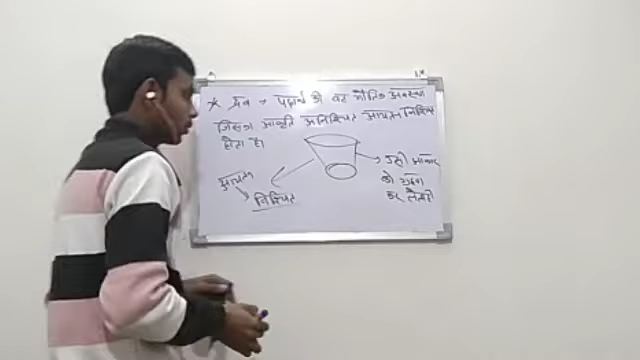 * द्रव → पदार्थ की वह भौतिक अवस्था
जिसका आकृति अनिश्चित आयतन निश्चित
होता है।
आयतन
निश्चित
उसी आकार
को ग्रहण
कर लेता है